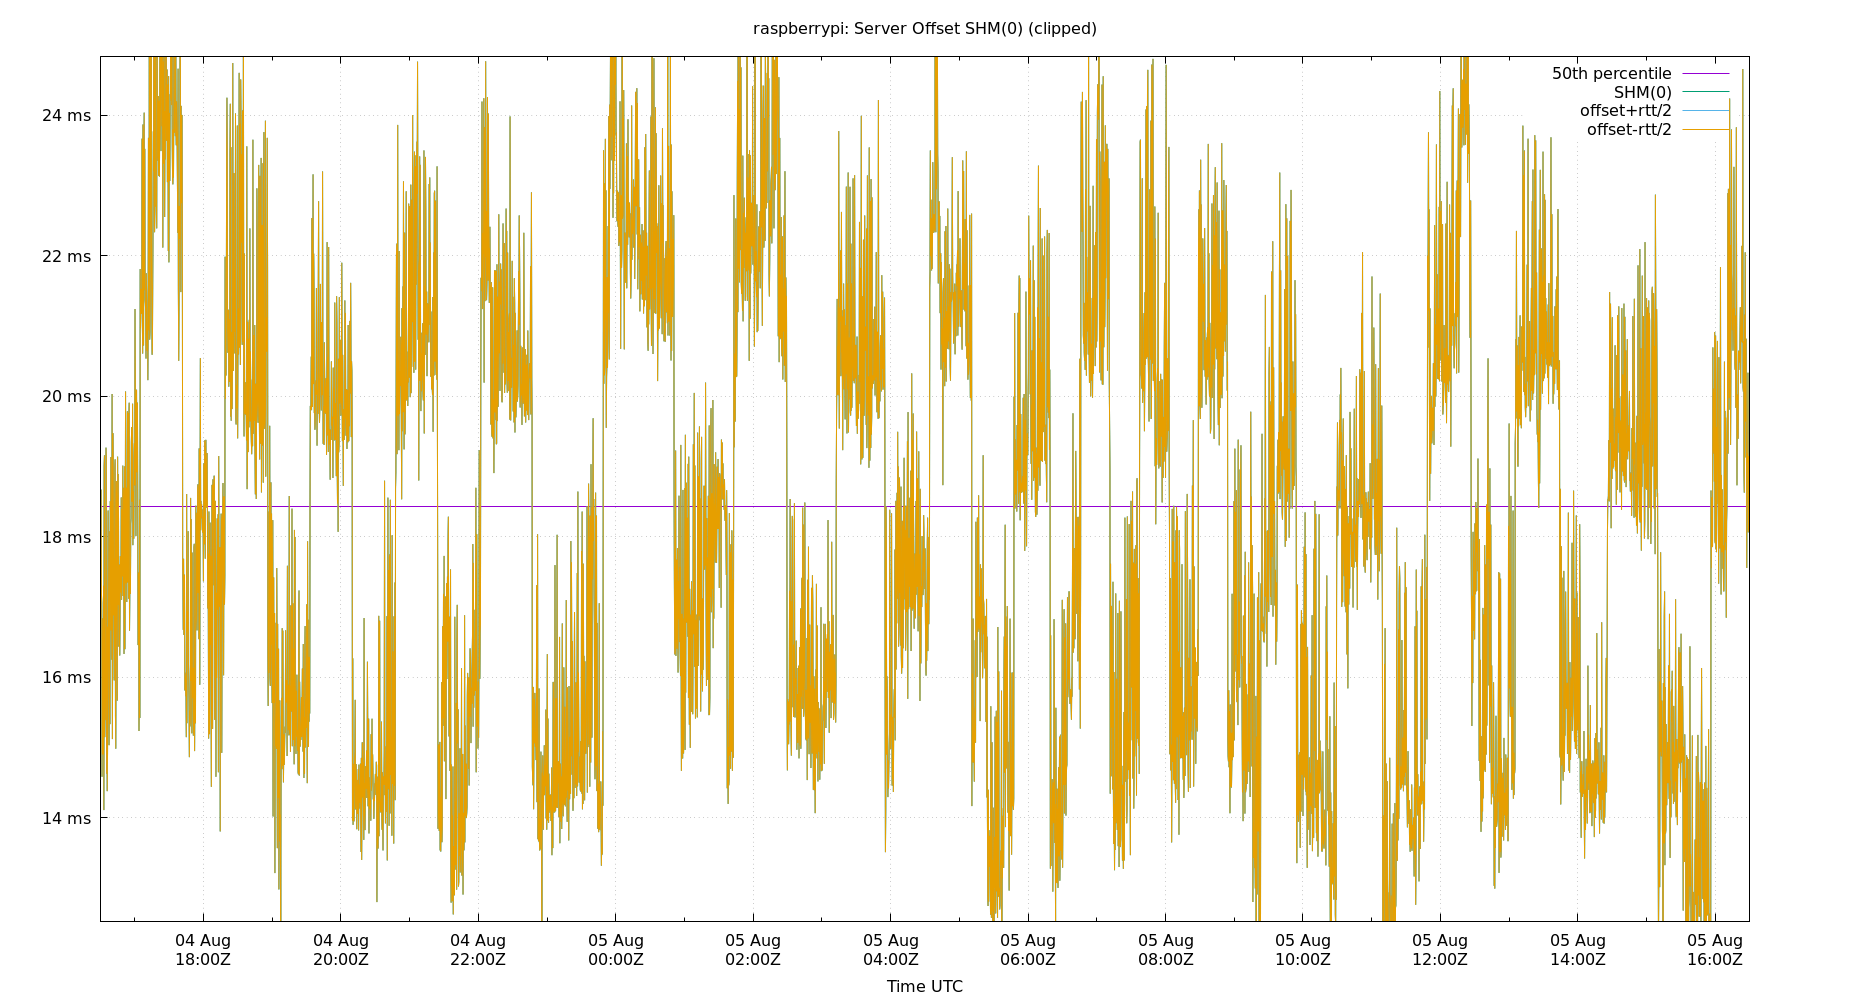 raspberrypi: Server Offset SHM(0) (clipped)
50th percentile
SHM(0)
offset+rtt/2
offset-rtt/2
24 ms
22 ms
20 ms
18 ms
16 ms
14 ms
04 Aug 04 Aug 04 Aug 05 Aug 05 Aug 05 Aug 05 Aug 05 Aug 05 Aug 05 Aug 05 Aug 05 Aug
18:00Z 20:00Z 22:00Z 00:00Z 02:00Z 04:00Z 06:00Z 08:00Z 10:00Z 12:00Z 14:00Z 16:00Z
Time UTC